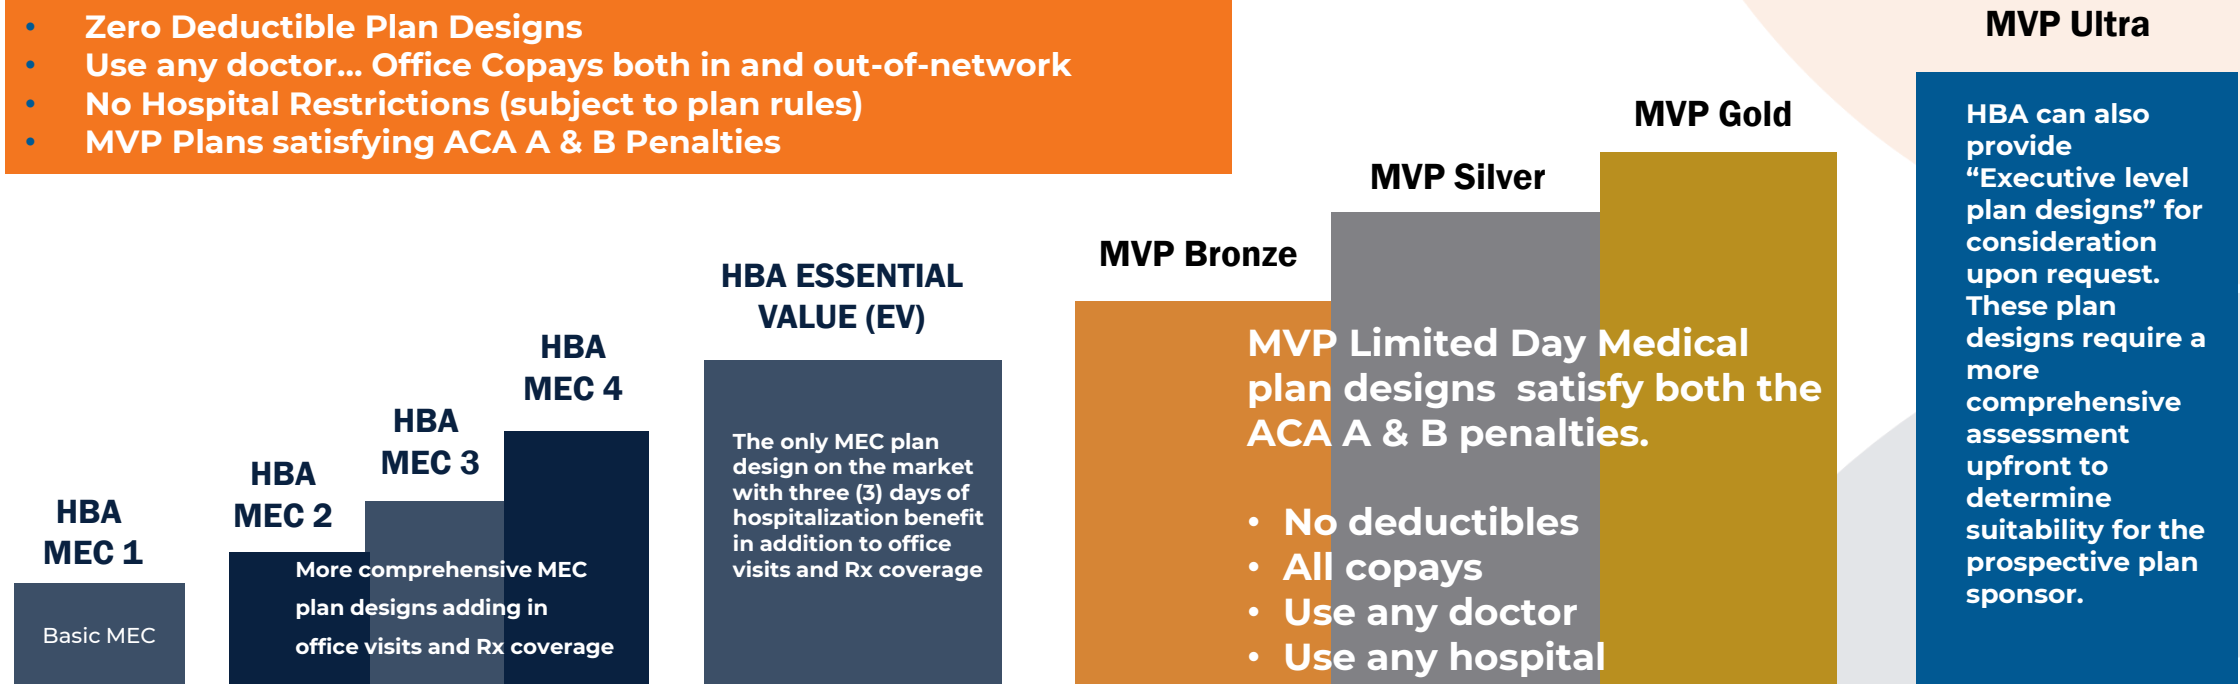 • Zero Deductible Plan Designs
• Use any doctor... Office Copays both in and out-of-network
• No Hospital Restrictions (subject to plan rules)
• MVP Plans satisfying ACA A & B Penalties
HBA
MEC 1
Basic MEC
HBA
MEC 2
HBA
MEC 3
HBA
MEC 4
More comprehensive MEC
plan designs adding in
office visits and Rx coverage
HBA ESSENTIAL
VALUE (EV)
The only MEC plan
design on the market
with three (3) days of
hospitalization benefit
in addition to office
visits and Rx coverage
MVP Bronze
MVP Silver
MVP Gold
MVP Limited Day Medical
plan designs satisfy both the
ACA A & B penalties.
• No deductibles
• All copays
• Use any doctor
• Use any hospital
MVP Ultra
HBA can also
provide
“Executive level
plan designs” for
consideration
upon request.
These plan
designs require a
more
comprehensive
assessment
upfront to
determine
suitability for the
prospective plan
sponsor.